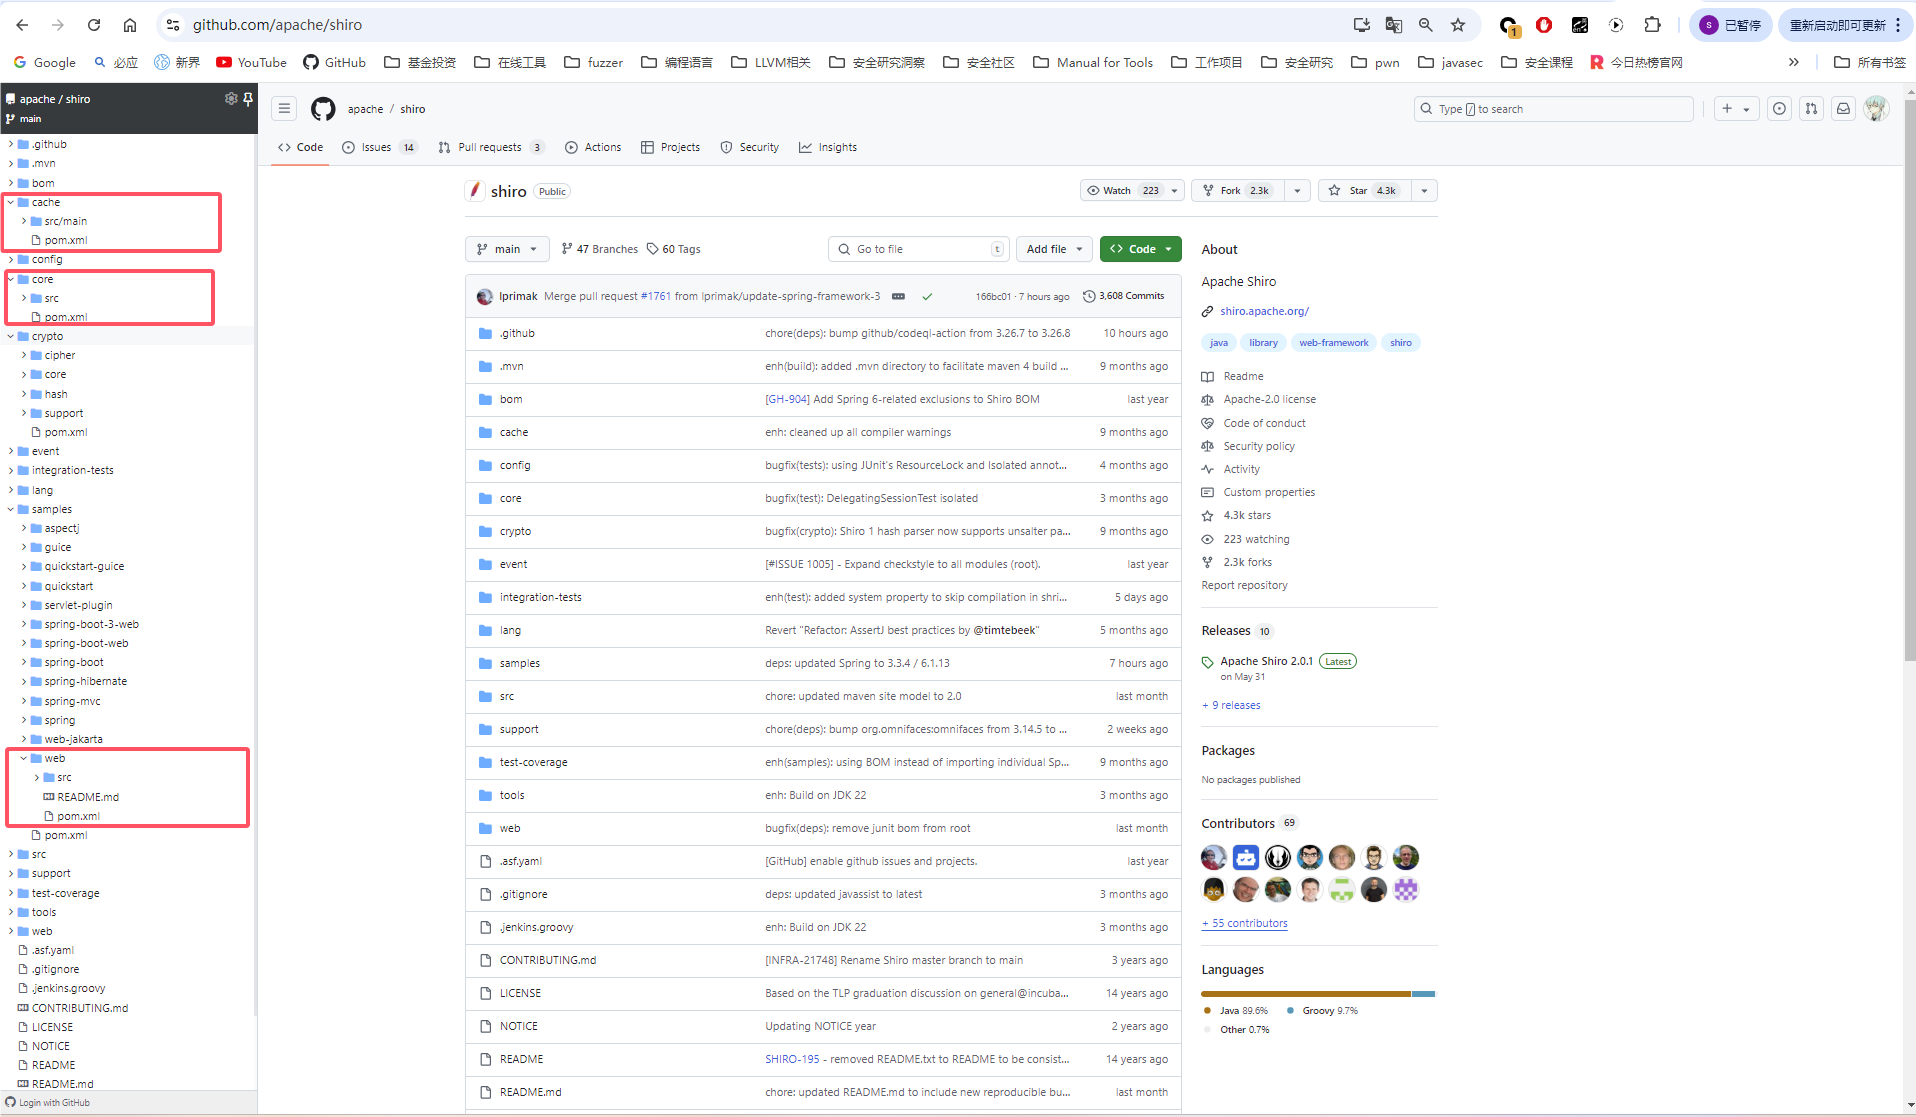 github.com/apache/shiro
1
S 已暂停
重新启动即可更新
Google
必应
新界
YouTube
GitHub
基金投资
在线工具
fuzzer
编程语言
LLVM相关
安全研究洞察
安全社区
Manual for Tools
工作项目
安全研究
pwn
javasec
安全课程
今日热榜官网
所有书签
apache / shiro
main
.github
.mvn
bom
cache
src/main
pom.xml
config
core
src
pom.xml
crypto
cipher
core
hash
support
pom.xml
event
integration-tests
lang
samples
aspectj
guice
quickstart-guice
quickstart
servlet-plugin
spring-boot-3-web
spring-boot-web
spring-boot
spring-hibernate
spring-mvc
spring
web-jakarta
web
src
README.md
pom.xml
pom.xml
src
support
test-coverage
tools
web
.asf.yaml
.gitignore
.jenkins.groovy
CONTRIBUTING.md
LICENSE
NOTICE
README
README.md
Login with GitHub
apache / shiro
Type / to search
Code
Issues 14
Pull requests 3
Actions
Projects
Security
Insights
shiro Public
Watch 223
Fork 2.3k
Star 4.3k
main
47 Branches
60 Tags
Go to file t
Add file
Code
lprimak Merge pull request #1761 from lprimak/update-spring-framework-3 166bc01 · 7 hours ago 3,608 Commits
.github chore(deps): bump github/codeql-action from 3.26.7 to 3.26.8 10 hours ago
.mvn enh(build): added .mvn directory to facilitate maven 4 build ... 9 months ago
bom [GH-904] Add Spring 6-related exclusions to Shiro BOM last year
cache enh: cleaned up all compiler warnings 9 months ago
config bugfix(tests): using JUnit's ResourceLock and Isolated annot... 4 months ago
core bugfix(test): DelegatingSessionTest isolated 3 months ago
crypto bugfix(crypto): Shiro 1 hash parser now supports unsalter pa... 9 months ago
event [#ISSUE 1005] - Expand checkstyle to all modules (root). last year
integration-tests enh(test): added system property to skip compilation in shri... 5 days ago
lang Revert "Refactor: AssertJ best practices by @timtebeek" 5 months ago
samples deps: updated Spring to 3.3.4 / 6.1.13 7 hours ago
src chore: updated maven site model to 2.0 last month
support chore(deps): bump org.omnifaces:omnifaces from 3.14.5 to ... 2 weeks ago
test-coverage enh(samples): using BOM instead of importing individual Sp... 9 months ago
tools enh: Build on JDK 22 3 months ago
web bugfix(deps): remove junit bom from root last month
.asf.yaml [GitHub] enable github issues and projects. last year
.gitignore deps: updated javassist to latest 3 months ago
.jenkins.groovy enh: Build on JDK 22 3 months ago
CONTRIBUTING.md [INFRA-21748] Rename Shiro master branch to main 3 years ago
LICENSE Based on the TLP graduation discussion on general@incuba... 14 years ago
NOTICE Updating NOTICE year 2 years ago
README SHIRO-195 - removed README.txt to README to be consist... 14 years ago
README.md chore: updated README.md to include new reproducible bu... last month
About
Apache Shiro
shiro.apache.org/
java library web-framework shiro
Readme
Apache-2.0 license
Code of conduct
Security policy
Activity
Custom properties
4.3k stars
223 watching
2.3k forks
Report repository
Releases 10
Apache Shiro 2.0.1 Latest
on May 31
+ 9 releases
Packages
No packages published
Contributors 69
+ 55 contributors
Languages
Java 89.6% Groovy 9.7%
Other 0.7%